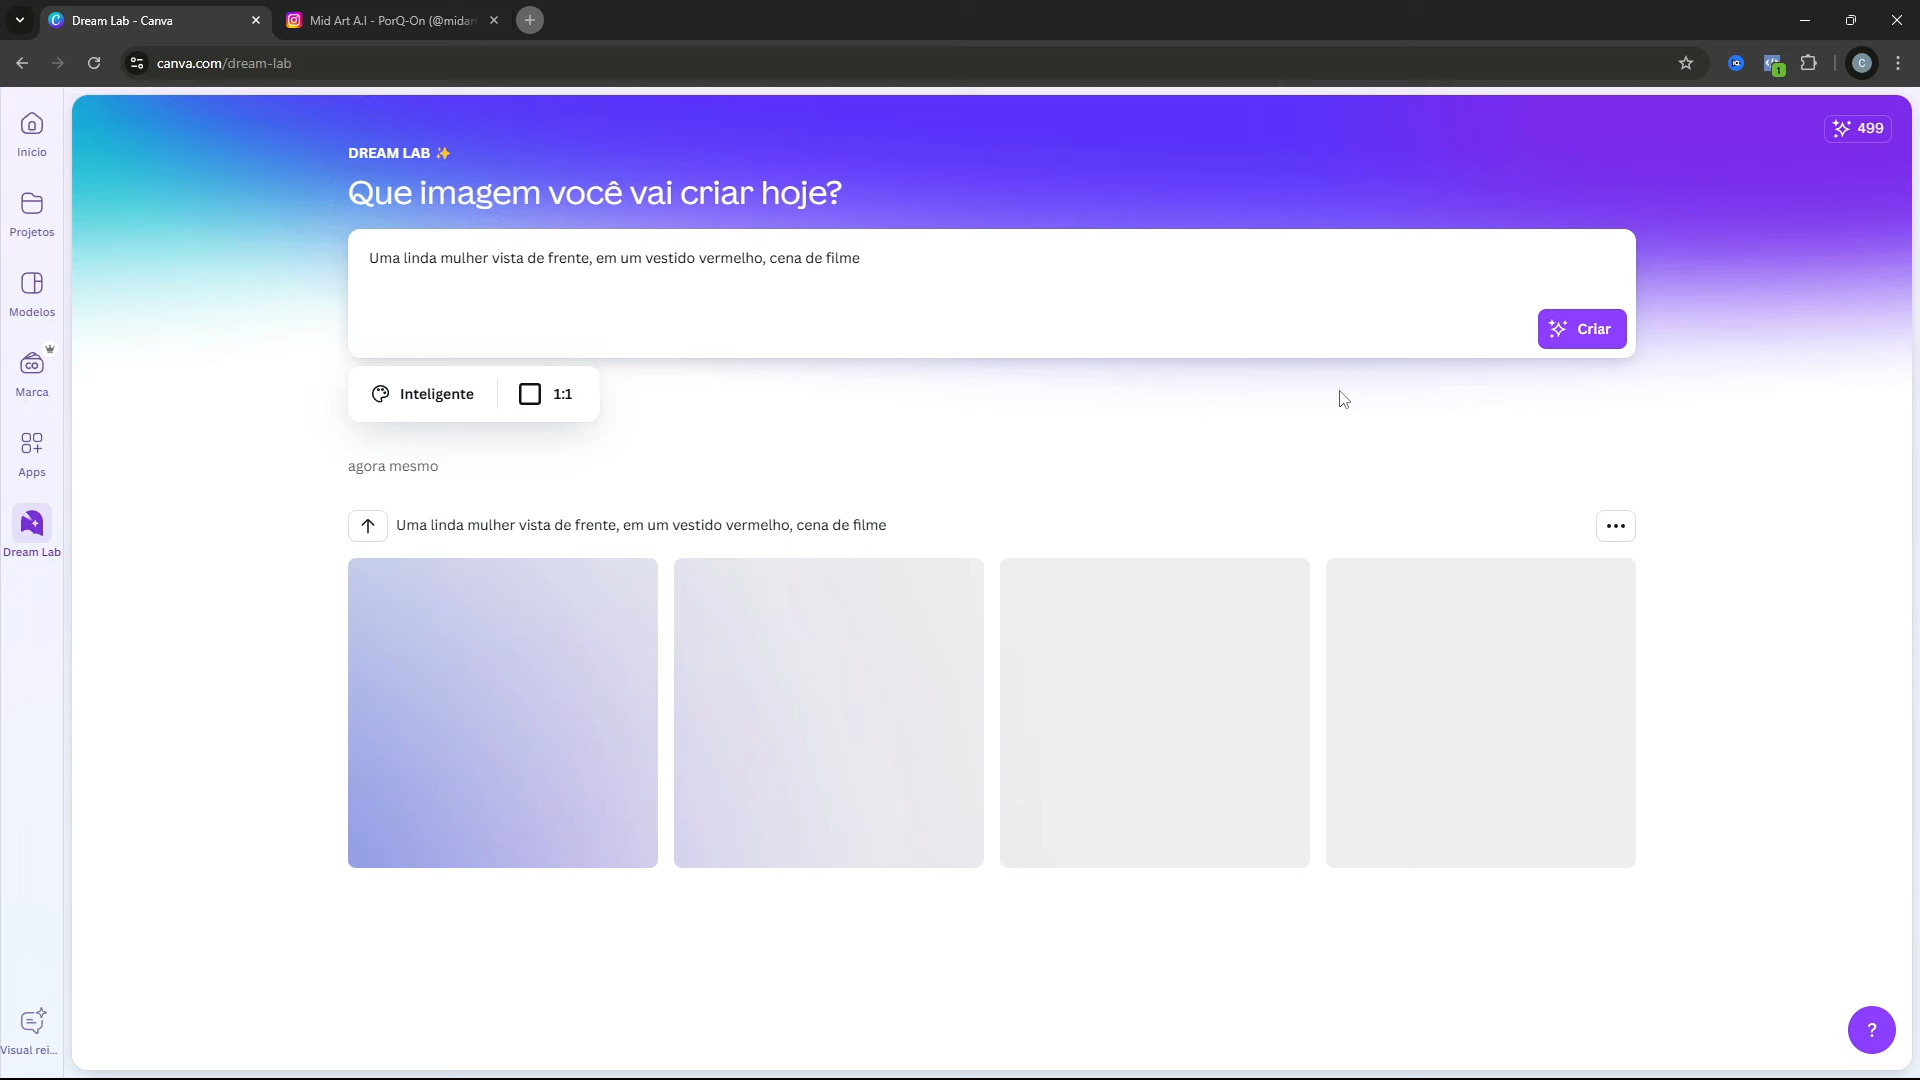 Dream Lab - Canva
Mid Art A.I - PorQ-On (@midar
canva.com/dream-lab
1
C
499
Início
Projetos
Modelos
Marca
Apps
Dream Lab
Visual rei...
DREAM LAB ✨
Que imagem você vai criar hoje?
Uma linda mulher vista de frente, em um vestido vermelho, cena de filme
Criar
Inteligente
1:1
agora mesmo
Uma linda mulher vista de frente, em um vestido vermelho, cena de filme
?